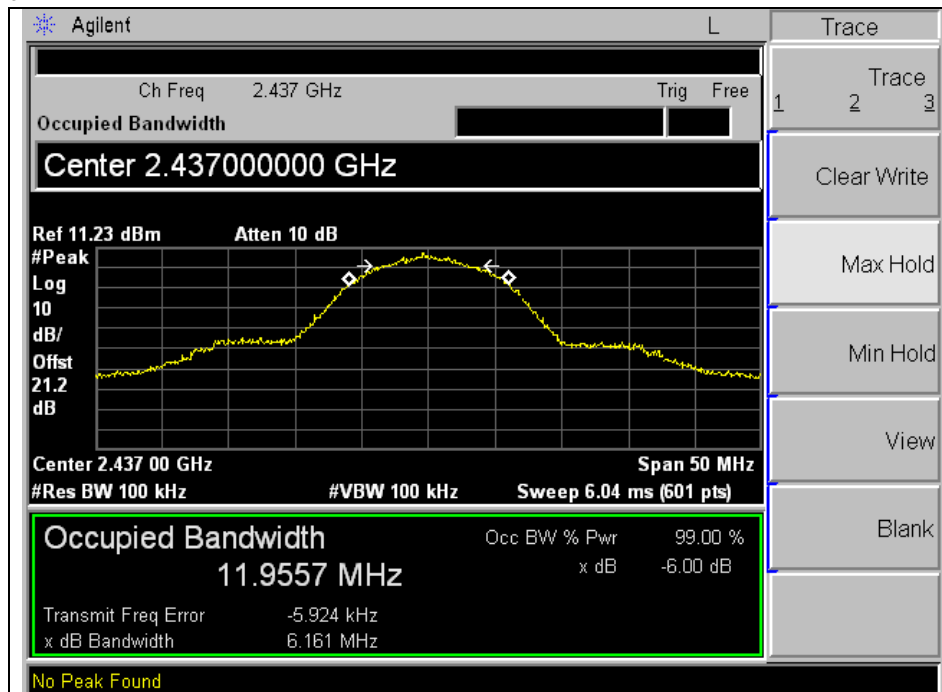 Agilent L Trace
Ch Freq 2.437 GHz Trig Free
Occupied Bandwidth
Center 2.437000000 GHz
Ref 11.23 dBm Atten 10 dB
#Peak
Log
10
dB/
Offst
21.2
dB
Center 2.437 00 GHz Span 50 MHz
#Res BW 100 kHz #VBW 100 kHz Sweep 6.04 ms (601 pts)
Occupied Bandwidth Occ BW % Pwr 99.00 %
11.9557 MHz x dB -6.00 dB
Transmit Freq Error -5.924 kHz
x dB Bandwidth 6.161 MHz
No Peak Found
Trace
1 2 3
Clear Write
Max Hold
Min Hold
View
Blank